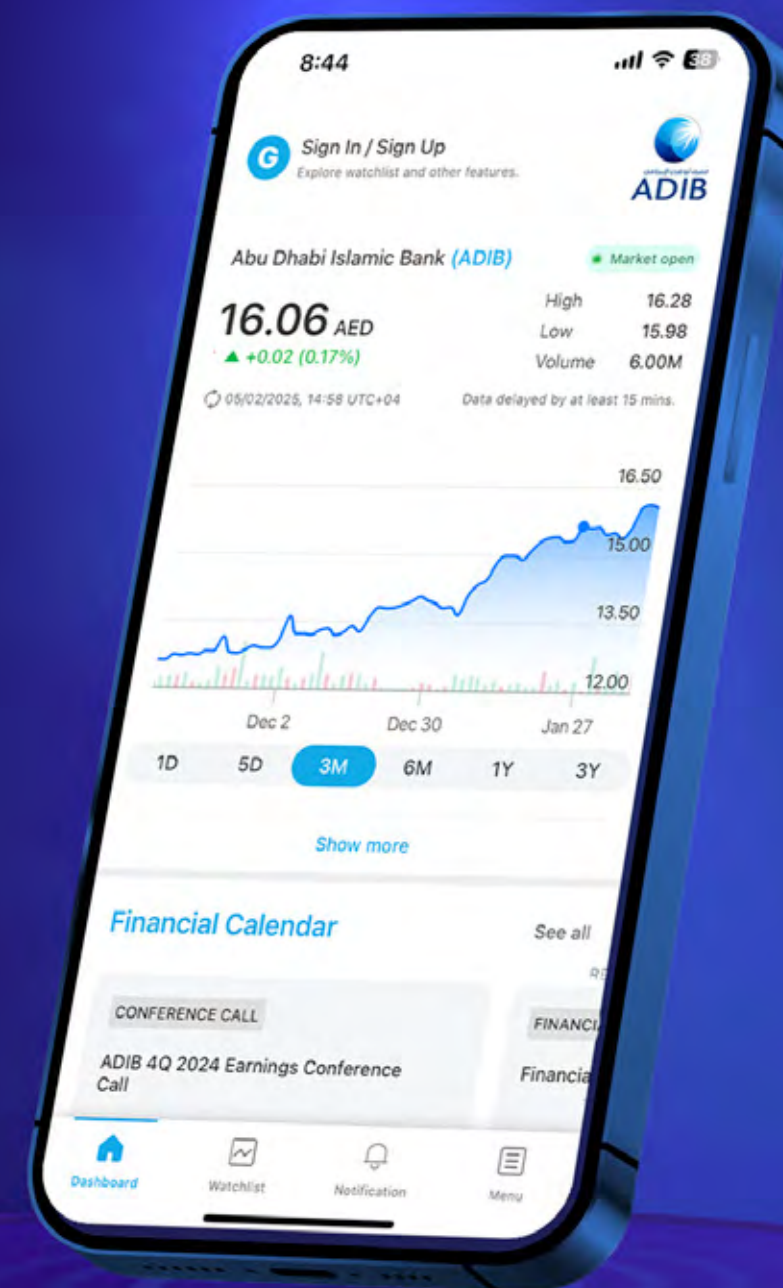 8:44
38
G
Sign In / Sign Up
Explore watchlist and other features.
ADIB
Abu Dhabi Islamic Bank (ADIB)
Market open
16.06 AED
+0.02 (0.17%)
High 16.28
Low 15.98
Volume 6.00M
05/02/2025, 14:58 UTC+04
Data delayed by at least 15 mins.
16.50
15.00
13.50
12.00
Dec 2 Dec 30 Jan 27
1D 5D 3M 6M 1Y 3Y
Show more
Financial Calendar
See all
CONFERENCE CALL
ADIB 4Q 2024 Earnings Conference
Call
Dashboard
Watchlist
Notification
Menu